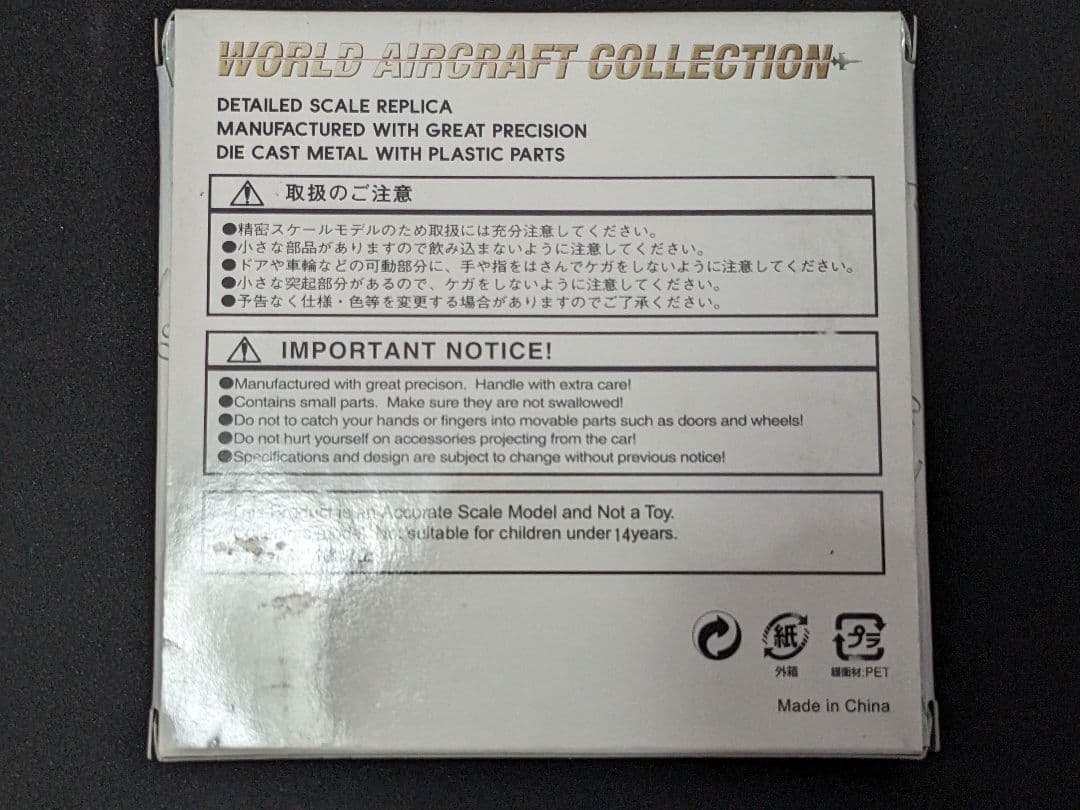 WORLD AIRCRAFT COLLECTION
DETAILED SCALE REPLICA
MANUFACTURED WITH GREAT PRECISION
DIE CAST METAL WITH PLASTIC PARTS
取扱のご注意
●精密スケールモデルのため取扱には充分注意してください。
●小さな部品がありますので飲み込まないように注意してください。
●ドアや車輪などの可動部分に、手や指をはさんでケガをしないように注意してください。
●小さな突起部分があるので、ケガをしないように注意してください。
●予告なく仕様・色等を変更する場合がありますのでご了承ください。
IMPORTANT NOTICE!
●Manufactured with great precison. Handle with extra care!
●Contains small parts. Make sure they are not swallowed!
●Do not to catch your hands or fingers into movable parts such as doors and wheels!
●Do not hurt yourself on accessories projecting from the car!
●Specifications and design are subject to change without previous notice!
This Product is an Accurate Scale Model and Not a Toy.
Not suitable for children under 14years.
紙
プラ
外箱
:PET
Made in China